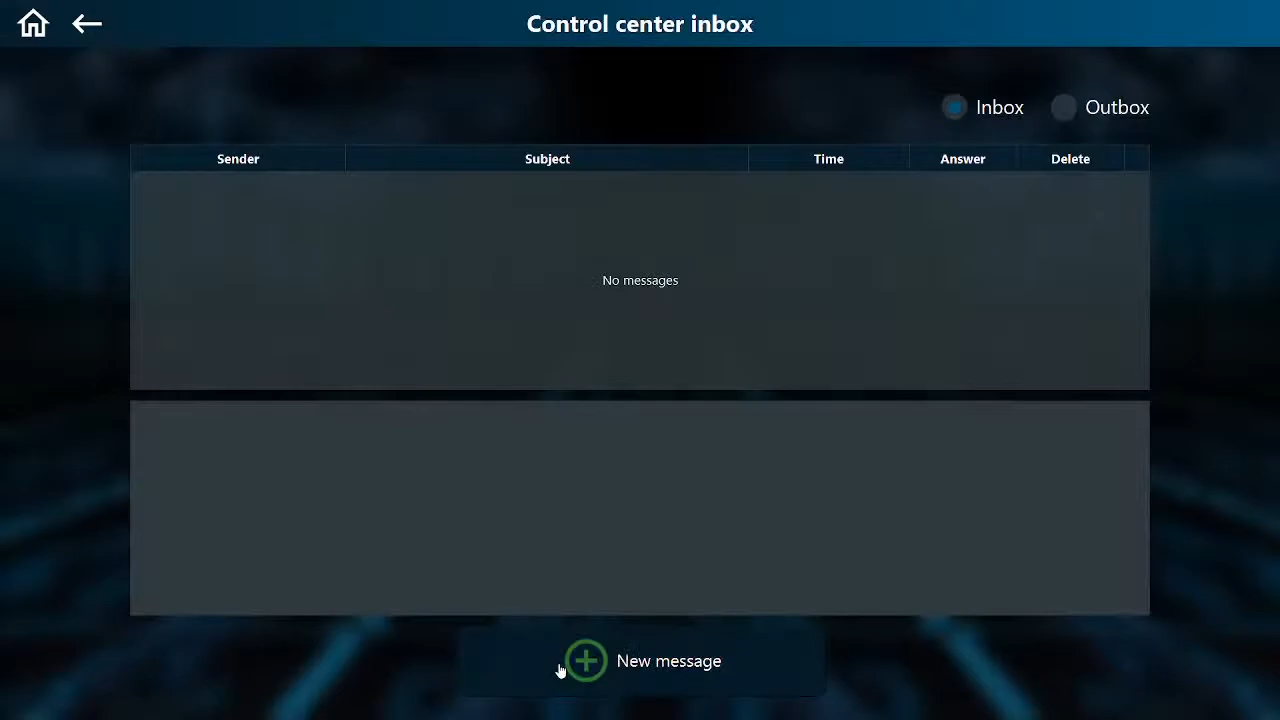 Control center inbox
Inbox Outbox
Sender Subject Time Answer Delete
No messages
New message